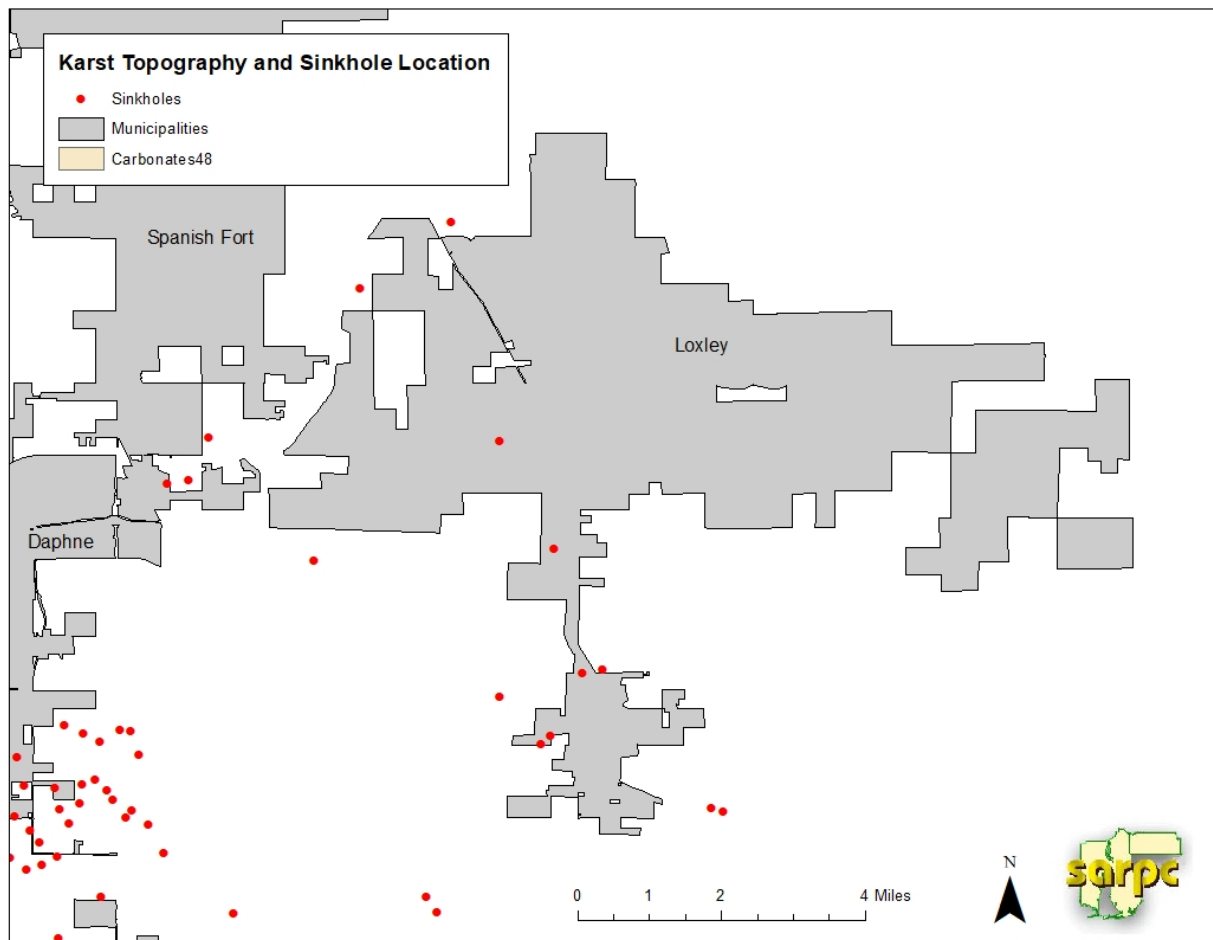 Karst Topography and Sinkhole Location
Sinkholes
Municipalities
Carbonates48
Spanish Fort
Loxley
Daphne
N
0 1 2 4 Miles
sarpc